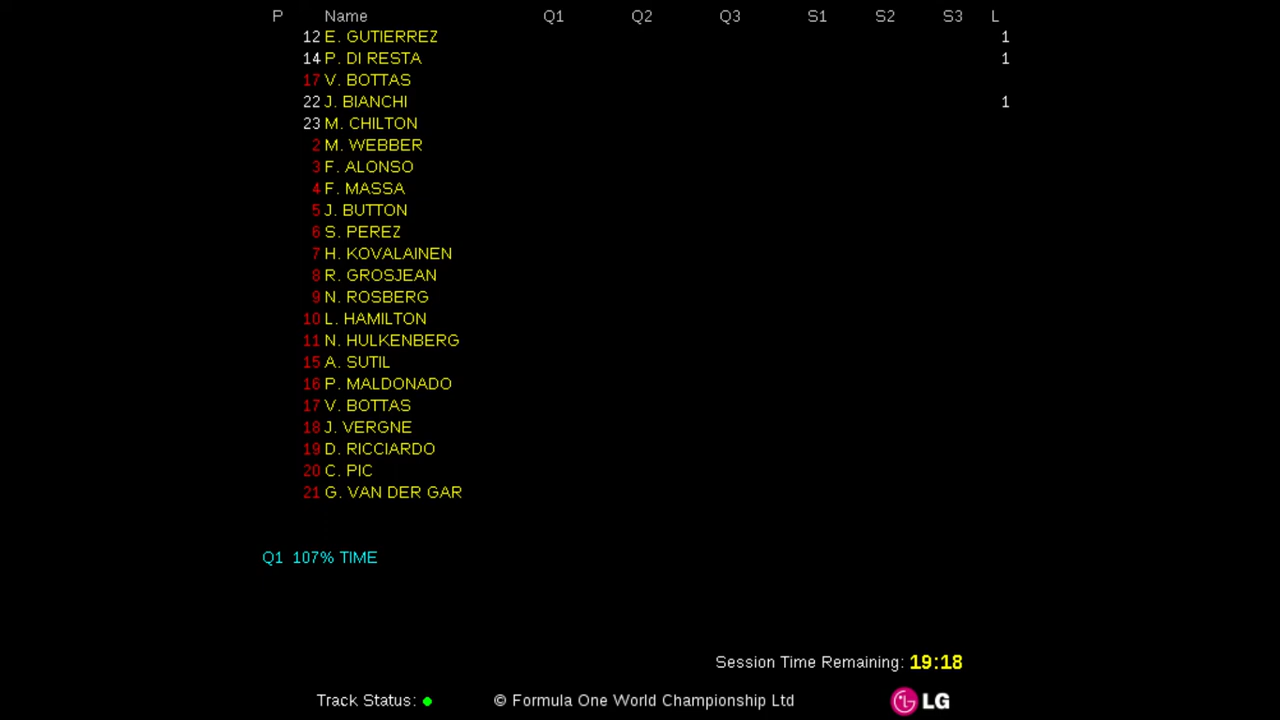 P Name Q1 Q2 Q3 S1 S2 S3 L
12 E. GUTIERREZ 1
14 P. DI RESTA 1
17 V. BOTTAS
22 J. BIANCHI 1
23 M. CHILTON
2 M. WEBBER
3 F. ALONSO
4 F. MASSA
5 J. BUTTON
6 S. PEREZ
7 H. KOVALAINEN
8 R. GROSJEAN
9 N. ROSBERG
10 L. HAMILTON
11 N. HULKENBERG
15 A. SUTIL
16 P. MALDONADO
17 V. BOTTAS
18 J. VERGNE
19 D. RICCIARDO
20 C. PIC
21 G. VAN DER GAR
Q1 107% TIME
Session Time Remaining: 19:18
Track Status: © Formula One World Championship Ltd LG